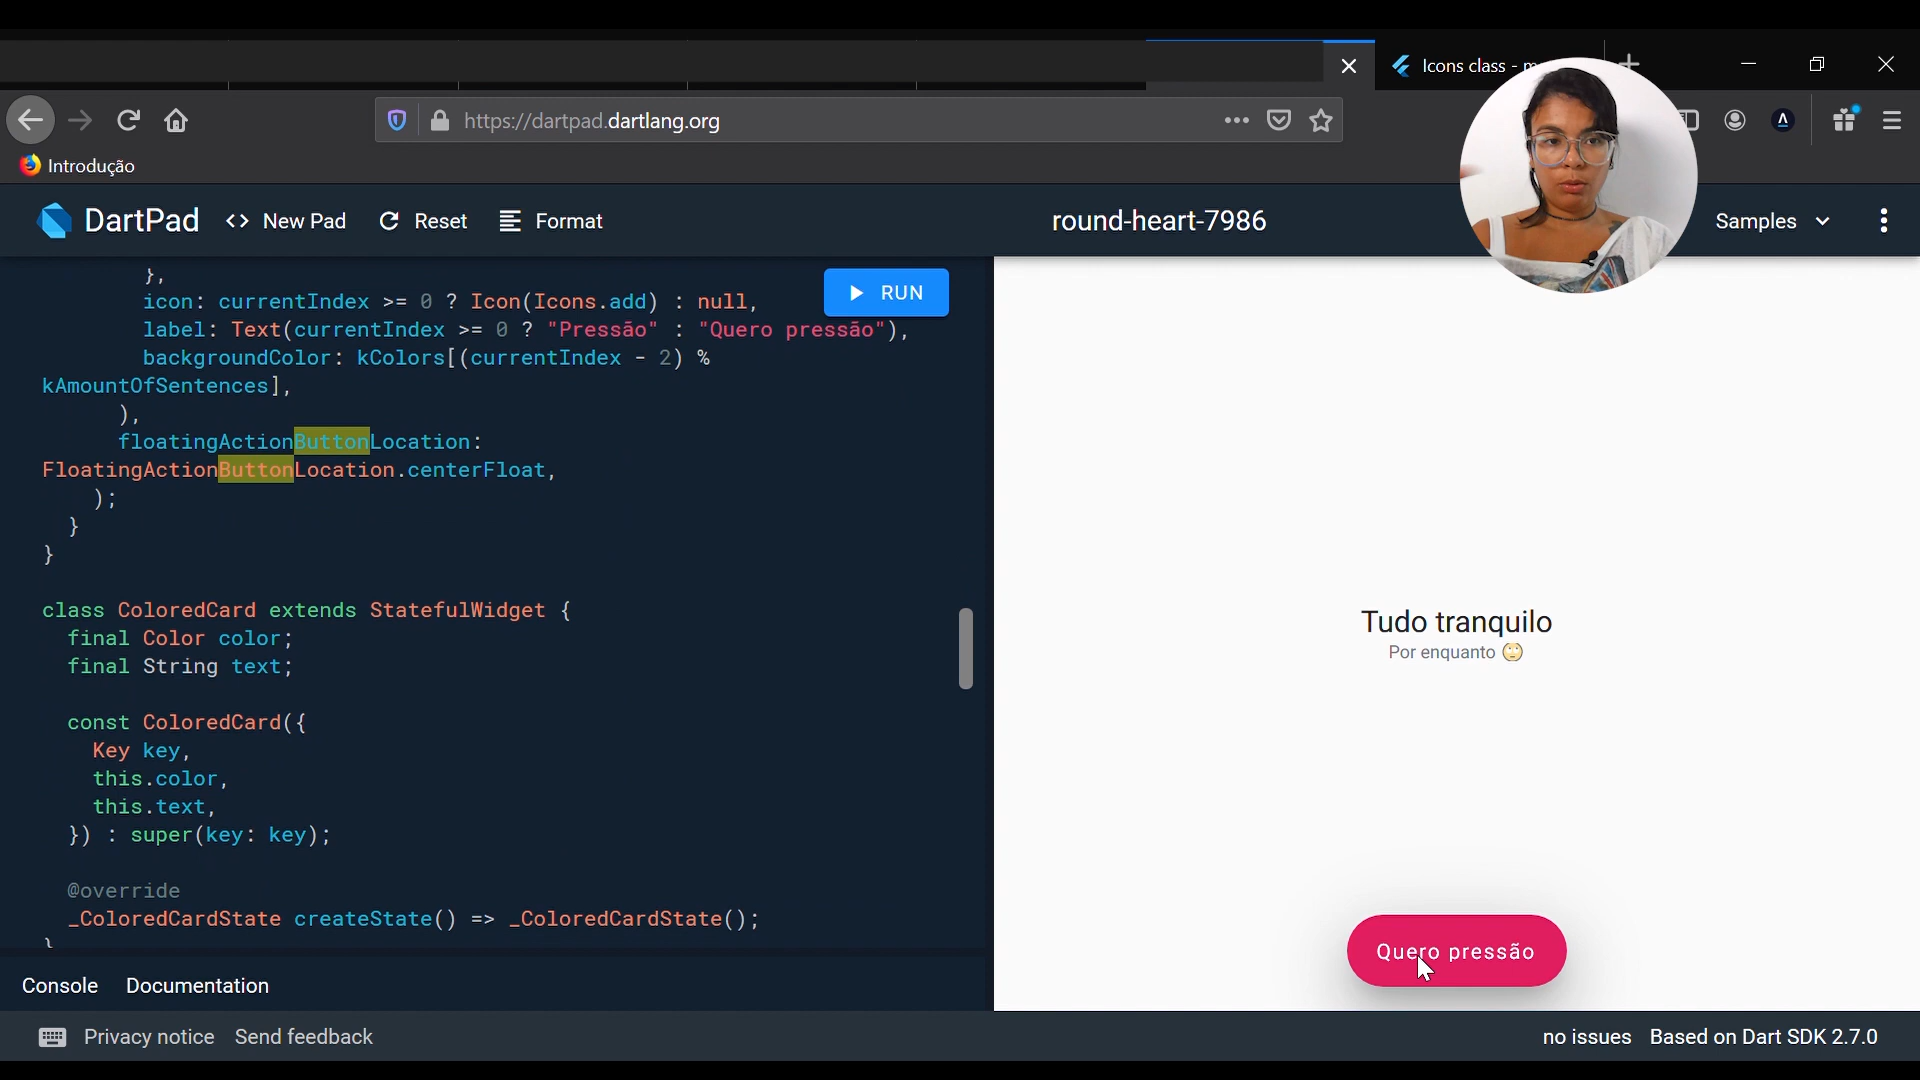 Icons class - m
https://dartpad.dartlang.org
Introdução
DartPad
<> New Pad
Reset
Format
round-heart-7986
Samples
},
RUN
icon: currentIndex >= 0 ? Icon(Icons.add) : null,
label: Text(currentIndex >= 0 ? "Pressão" : "Quero pressão"),
backgroundColor: kColors[(currentIndex - 2) %
kAmountOfSentences],
),
floatingActionButtonLocation:
FloatingActionButtonLocation.centerFloat,
);
}
}
class ColoredCard extends StatefulWidget {
final Color color;
final String text;
const ColoredCard({
Key key,
this.color,
this.text,
}) : super(key: key);
@override
_ColoredCardState createState() => _ColoredCardState();
}
Tudo tranquilo
Por enquanto 🙄
Quero pressão
Console
Documentation
Privacy notice
Send feedback
no issues
Based on Dart SDK 2.7.0